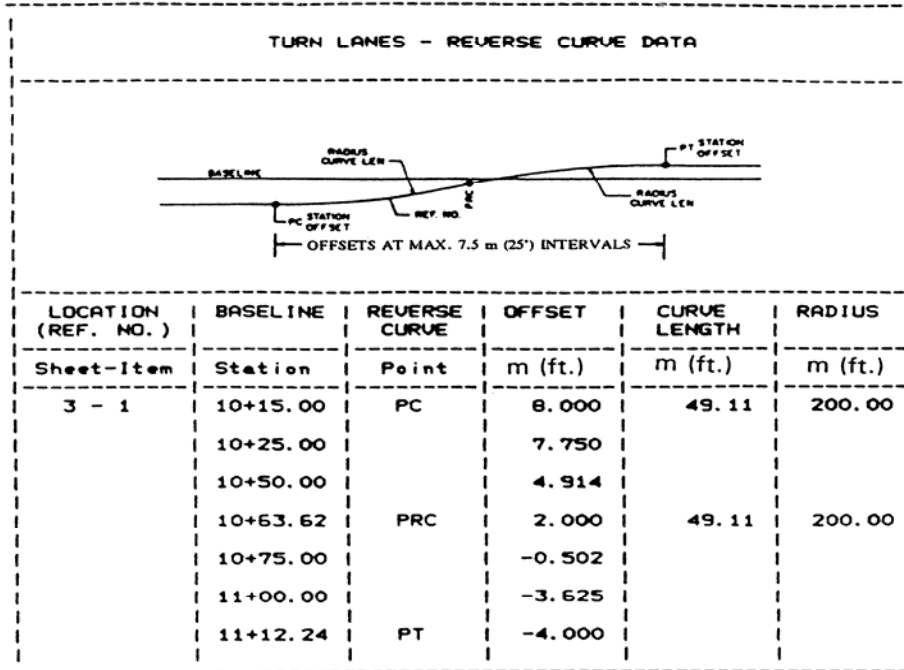 TURN LANES - REVERSE CURVE DATA
BASELINE
RADIUS
CURVE LEN
PT STATION
OFFSET
PC STATION
OFFSET
REF. NO.
PRC
RADIUS
CURVE LEN
OFFSETS AT MAX. 7.5 m (25') INTERVALS
LOCATION (REF. NO.) | BASELINE | REVERSE CURVE | OFFSET | CURVE LENGTH | RADIUS
Sheet-Item | Station | Point | m (ft.) | m (ft.) | m (ft.)
3 - 1 | 10+15.00 | PC | 8.000 | 49.11 | 200.00
10+25.00 | 7.750
10+50.00 | 4.914
10+63.62 | PRC | 2.000 | 49.11 | 200.00
10+75.00 | -0.502
11+00.00 | -3.625
11+12.24 | PT | -4.000